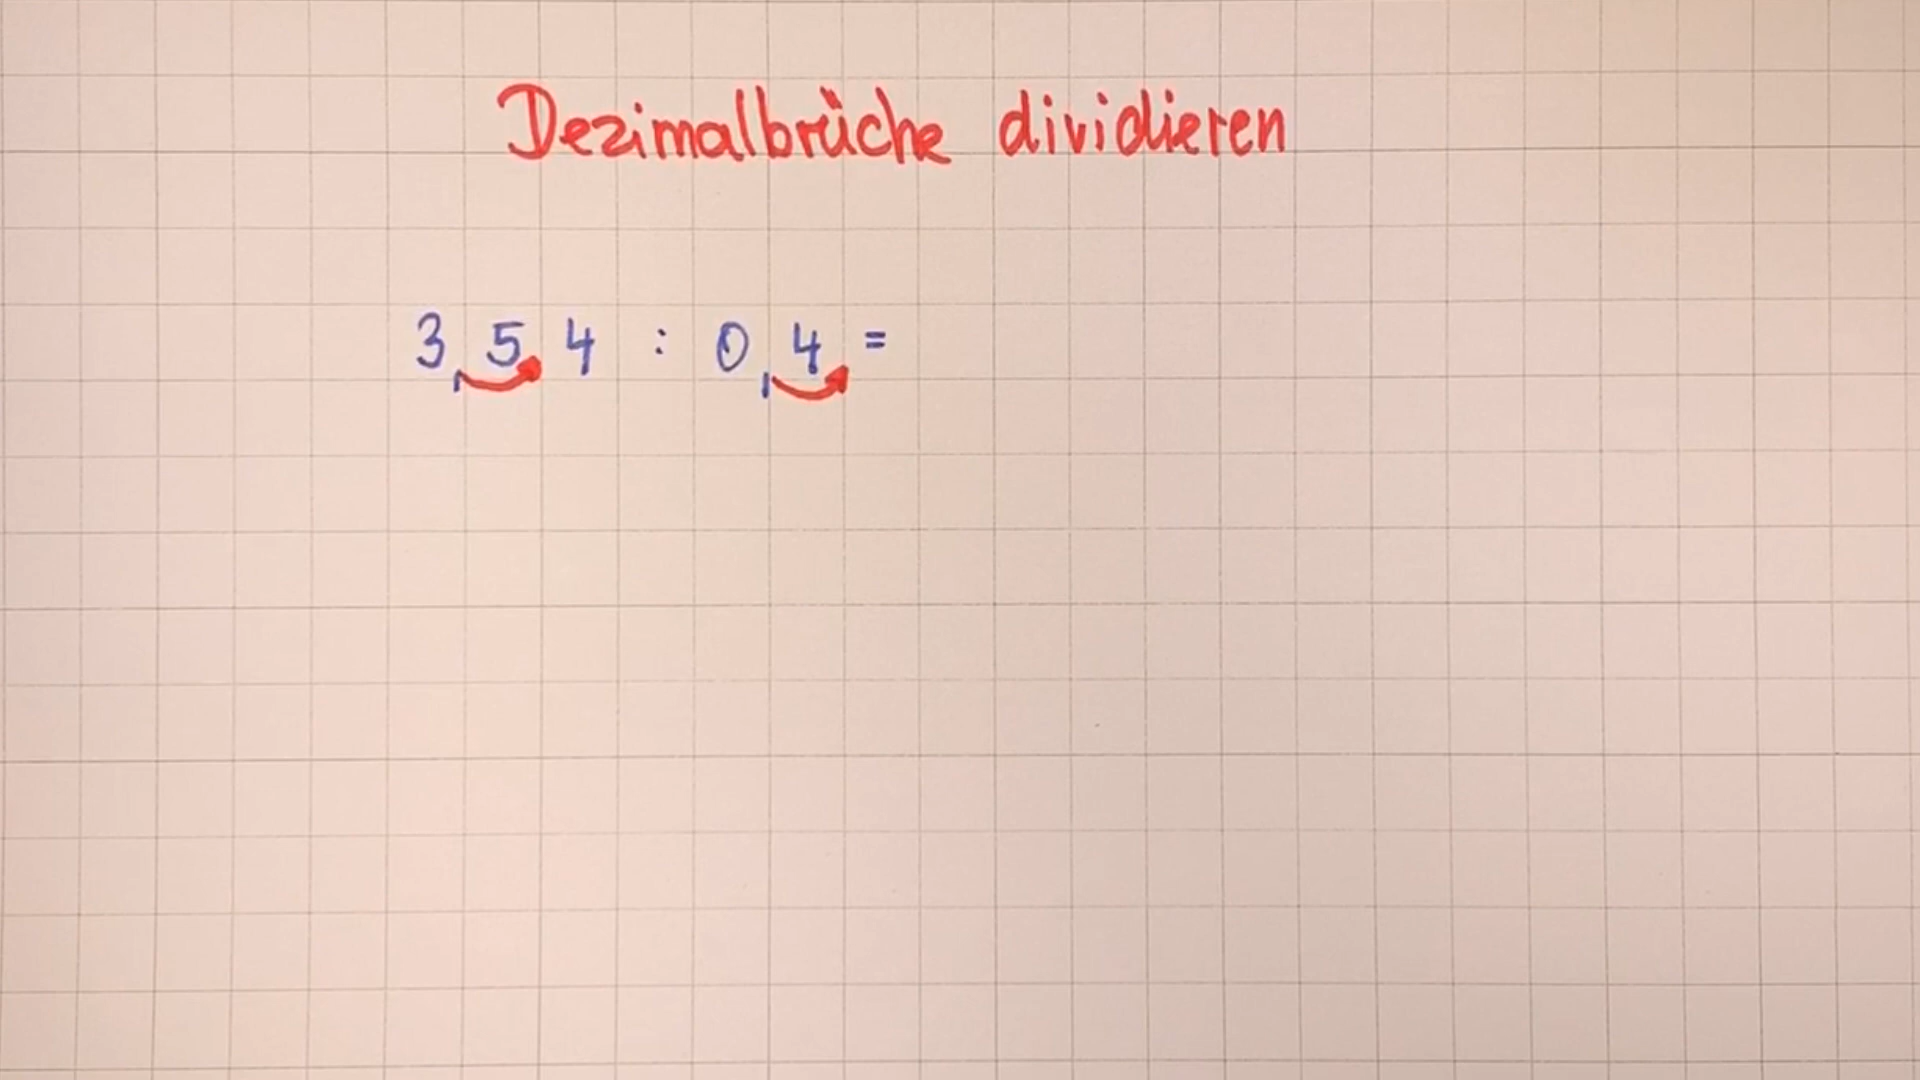 Dezimalbrüche dividieren
3,54 : 0,4 =